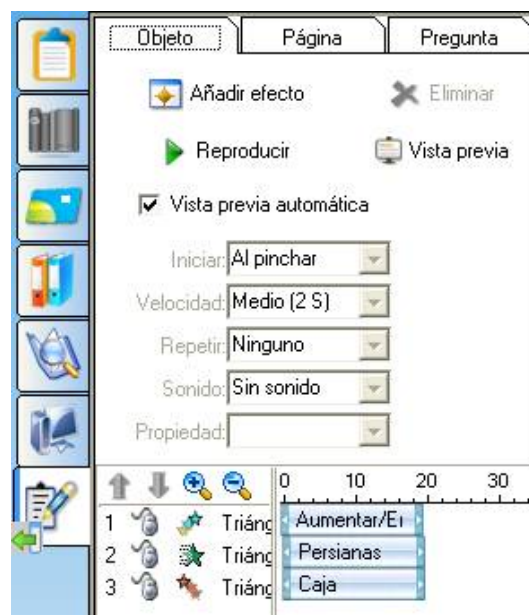 Objeto Página Pregunta
Añadir efecto Eliminar
Reproducir Vista previa
Vista previa automática
Iniciar: Al pinchar
Velocidad: Medio (2 S)
Repetir: Ninguno
Sonido: Sin sonido
Propiedad:
0 10 20 30
1 Triáng Aumentar/Ei
2 Triáng Persianas
3 Triáng Caja